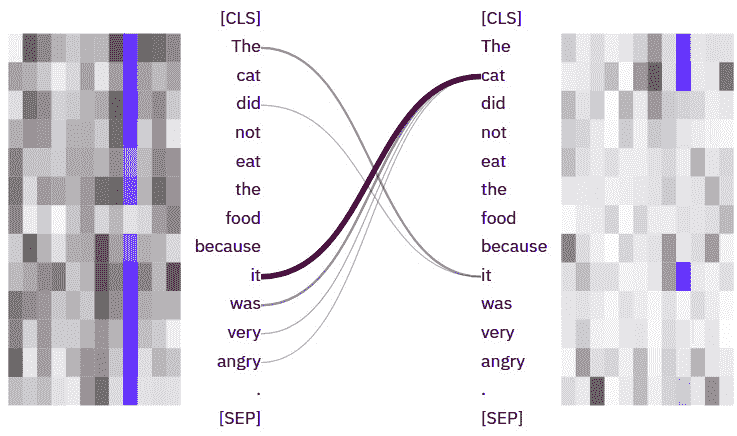 [CLS] [CLS]
The The
cat cat
did did
not not
eat eat
the the
food food
because because
it it
was was
very very
angry angry
. .
[SEP] [SEP]